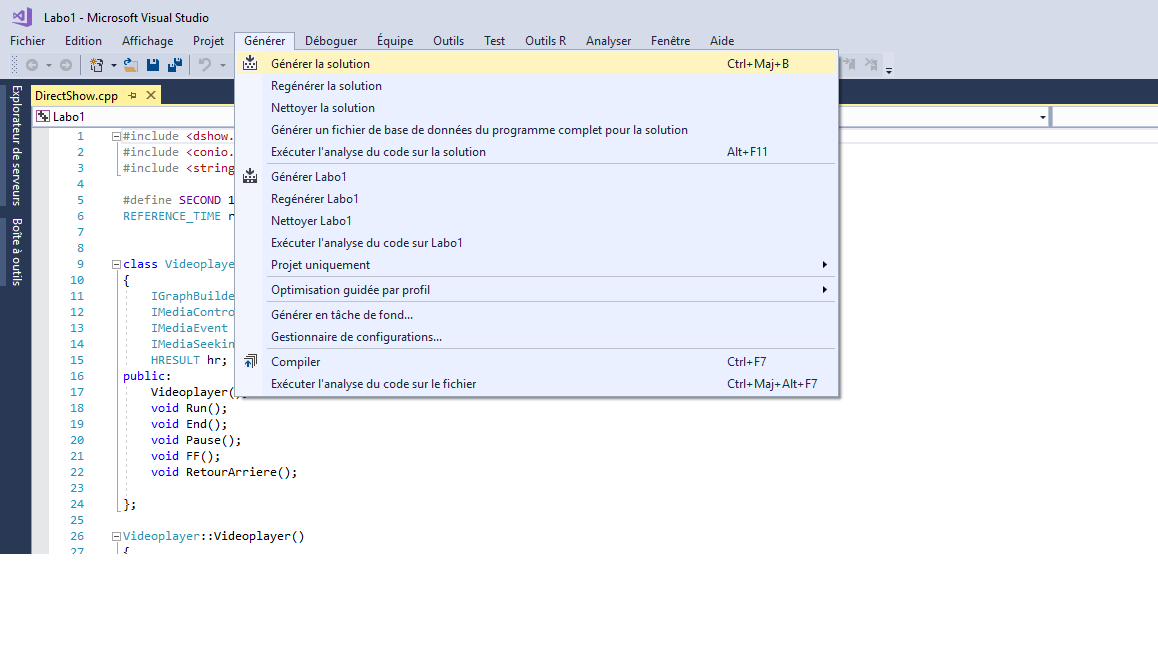 Labo1 - Microsoft Visual Studio
Fichier Edition Affichage Projet Générer Déboguer Équipe Outils Test Outils R Analyser Fenêtre Aide
Générer la solution Ctrl+Maj+B
Regénérer la solution
Nettoyer la solution
Générer un fichier de base de données du programme complet pour la solution
Exécuter l'analyse du code sur la solution Alt+F11
Générer Labo1
Regénérer Labo1
Nettoyer Labo1
Exécuter l'analyse du code sur Labo1
Projet uniquement
Optimisation guidée par profil
Générer en tâche de fond...
Gestionnaire de configurations...
Compiler Ctrl+F7
Exécuter l'analyse du code sur le fichier Ctrl+Maj+Alt+F7
Explorateur de serveurs
Boîte à outils
DirectShow.cpp
Labo1
1 #include <dshow.
2 #include <conio.
3 #include <string
4
5 #define SECOND 1
6 REFERENCE_TIME r
7
8
9 class Videoplaye
10 {
11 IGraphBuilde
12 IMediaContro
13 IMediaEvent
14 IMediaSeekin
15 HRESULT hr;
16 public:
17 Videoplayer();
18 void Run();
19 void End();
20 void Pause();
21 void FF();
22 void RetourArriere();
23
24 };
25
26 Videoplayer::Videoplayer()
27 {